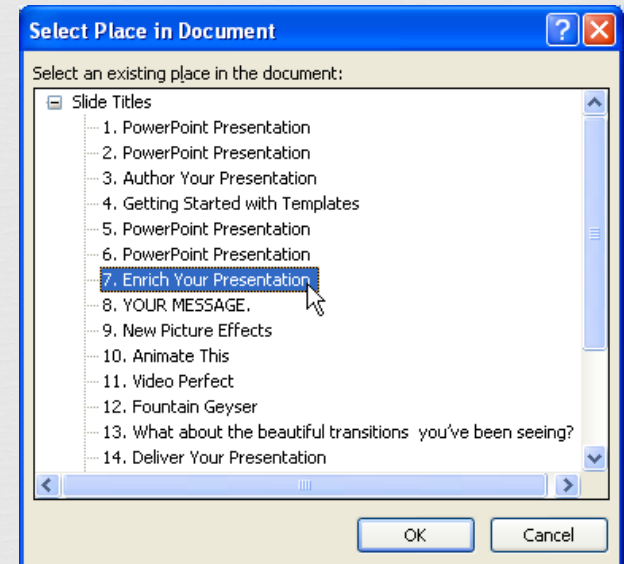 Select Place in Document
Select an existing place in the document:
Slide Titles
1. PowerPoint Presentation
2. PowerPoint Presentation
3. Author Your Presentation
4. Getting Started with Templates
5. PowerPoint Presentation
6. PowerPoint Presentation
7. Enrich Your Presentation
8. YOUR MESSAGE.
9. New Picture Effects
10. Animate This
11. Video Perfect
12. Fountain Geyser
13. What about the beautiful transitions  you've been seeing?
14. Deliver Your Presentation
OK Cancel